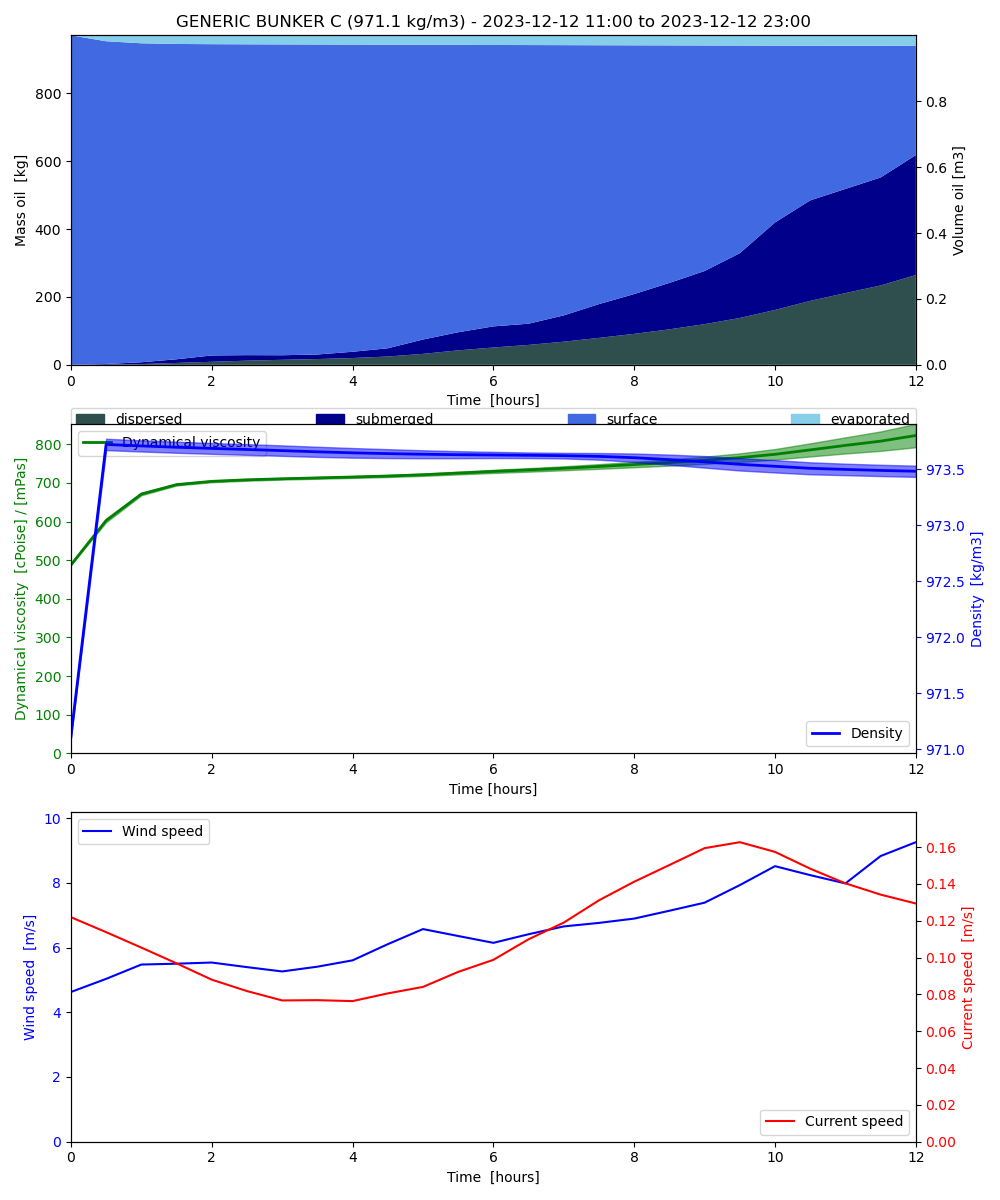 GENERIC BUNKER C (971.1 kg/m3) - 2023-12-12 11:00 to 2023-12-12 23:00
Mass oil [kg]
800
600
400
200
0
0.8
0.6
0.4
0.2
0.0
Volume oil [m3]
0 2 4 6 8 10 12
Time [hours]
dispersed submerged surface evaporated
Dynamical viscosity
Dynamical viscosity [cPoise] / [mPas]
800
700
600
500
400
300
200
100
0
973.5
973.0
972.5
972.0
971.5
971.0
Density [kg/m3]
Density
0 2 4 6 8 10 12
Time [hours]
Wind speed
Wind speed [m/s]
10
8
6
4
2
0
0.16
0.14
0.12
0.10
0.08
0.06
0.04
0.02
0.00
Current speed [m/s]
Current speed
0 2 4 6 8 10 12
Time [hours]